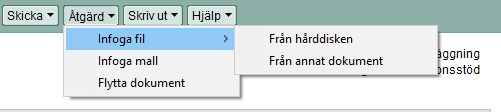 Skicka Åtgärd Skriv ut Hjälp
Infoga fil
Från hårddisken
Infoga mall
Från annat dokument
Flytta dokument